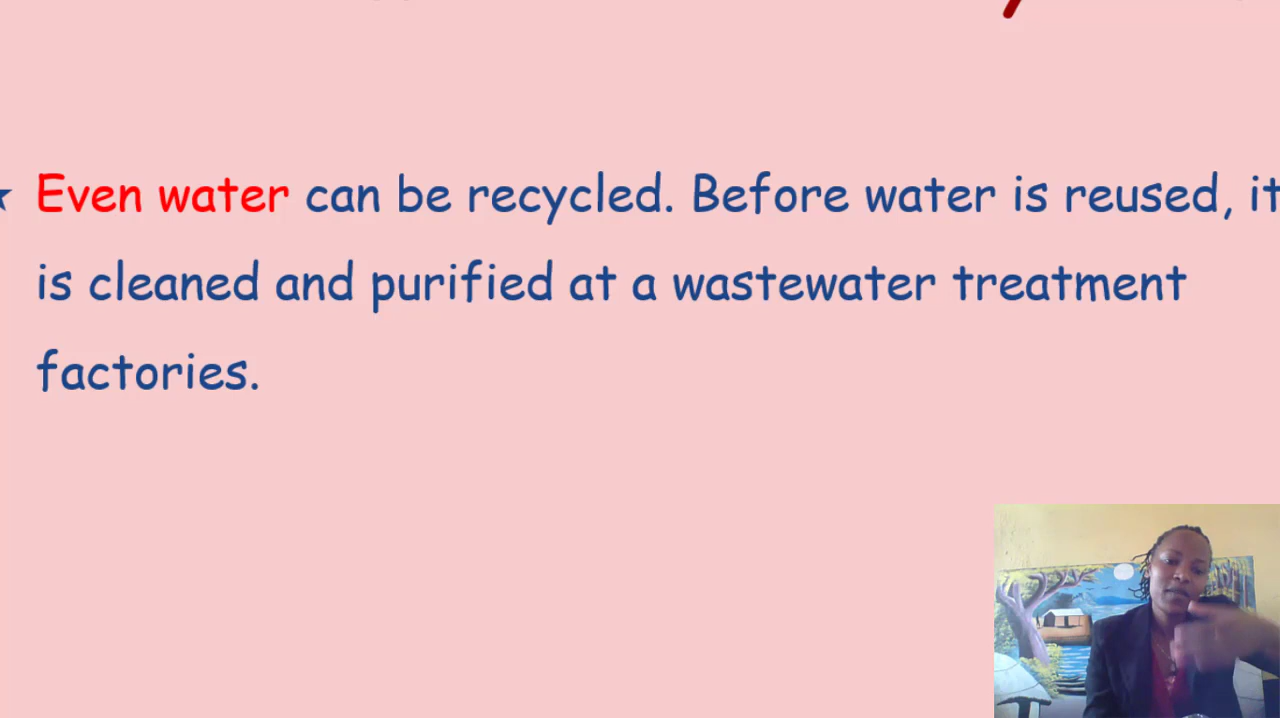 ★ Even water can be recycled. Before water is reused, it
is cleaned and purified at a wastewater treatment
factories.